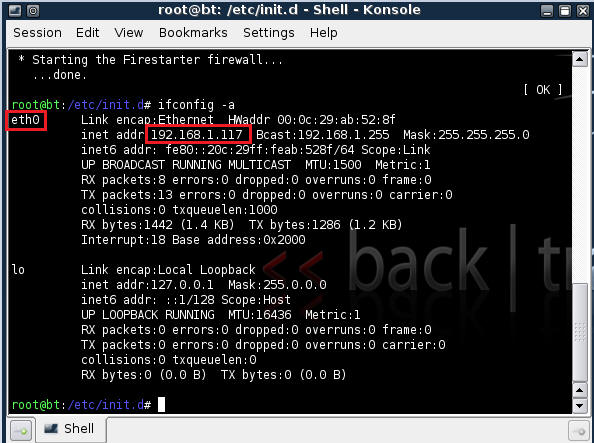 root@bt: /etc/init.d - Shell - Konsole
Session Edit View Bookmarks Settings Help
* Starting the Firestarter firewall...
...done.
[ OK ]
root@bt:/etc/init.d# ifconfig -a
eth0 Link encap:Ethernet HWaddr 00:0c:29:ab:52:8f
inet addr:192.168.1.117 Bcast:192.168.1.255 Mask:255.255.255.0
inet6 addr: fe80::20c:29ff:feab:528f/64 Scope:Link
UP BROADCAST RUNNING MULTICAST MTU:1500 Metric:1
RX packets:8 errors:0 dropped:0 overruns:0 frame:0
TX packets:13 errors:0 dropped:0 overruns:0 carrier:0
collisions:0 txqueuelen:1000
RX bytes:1442 (1.4 KB) TX bytes:1286 (1.2 KB)
Interrupt:18 Base address:0x2000
lo Link encap:Local Loopback
inet addr:127.0.0.1 Mask:255.0.0.0
inet6 addr: ::1/128 Scope:Host
UP LOOPBACK RUNNING MTU:16436 Metric:1
RX packets:0 errors:0 dropped:0 overruns:0 frame:0
TX packets:0 errors:0 dropped:0 overruns:0 carrier:0
collisions:0 txqueuelen:0
RX bytes:0 (0.0 B) TX bytes:0 (0.0 B)
<< back|tr
root@bt:/etc/init.d#
Shell